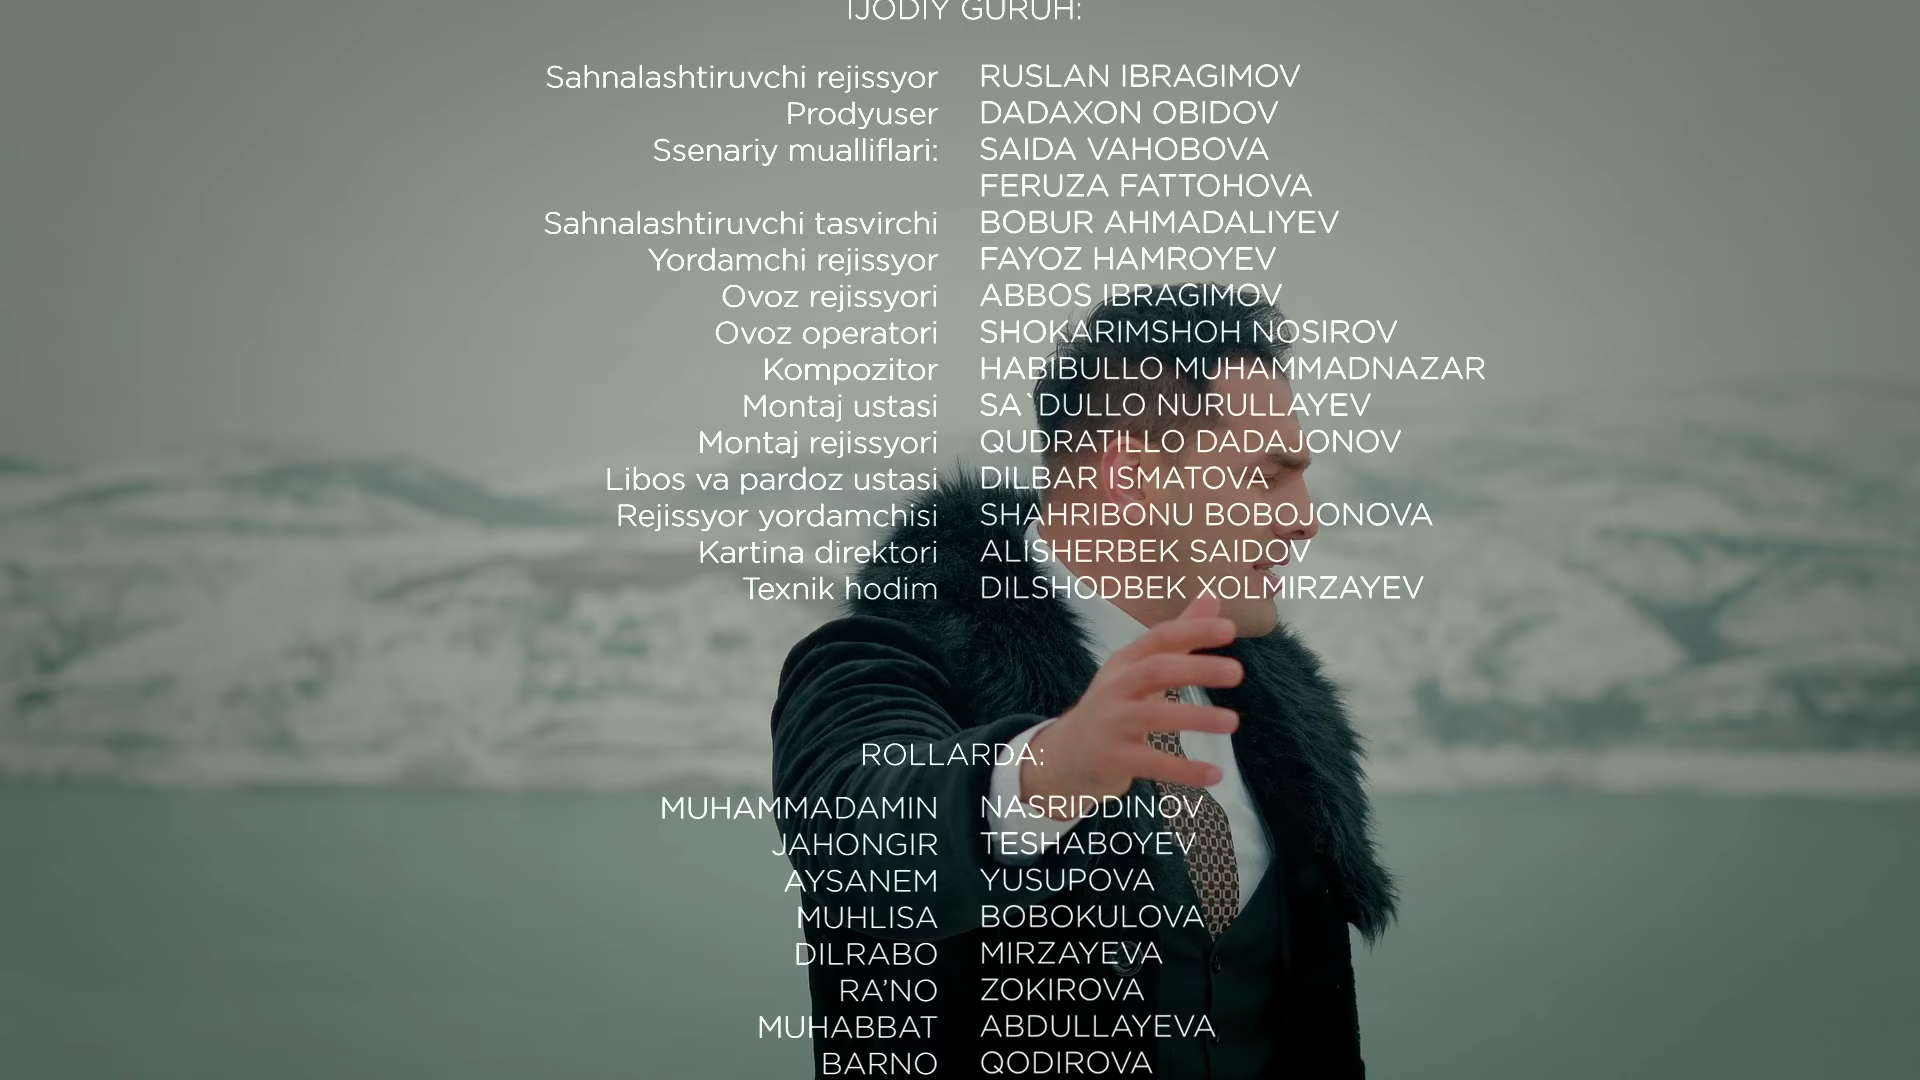 IJODIY GURUH:
Sahnalashtiruvchi rejissyor RUSLAN IBRAGIMOV
Prodyuser DADAXON OBIDOV
Ssenariy mualliflari: SAIDA VAHOBOVA
FERUZA FATTOHOVA
Sahnalashtiruvchi tasvirchi BOBUR AHMADALIYEV
Yordamchi rejissyor FAYOZ HAMROYEV
Ovoz rejissyori ABBOS IBRAGIMOV
Ovoz operatori SHOKARIMSHOH NOSIROV
Kompozitor HABIBULLO MUHAMMADNAZAR
Montaj ustasi SA`DULLO NURULLAYEV
Montaj rejissyori QUDRATILLO DADAJONOV
Libos va pardoz ustasi DILBAR ISMATOVA
Rejissyor yordamchisi SHAHRIBONU BOBOJONOVA
Kartina direktori ALISHERBEK SAIDOV
Texnik hodim DILSHODBEK XOLMIRZAYEV
ROLLARDA:
MUHAMMADAMIN NASRIDDINOV
JAHONGIR TESHABOYEV
AYSANEM YUSUPOVA
MUHLISA BOBOKULOVA
DILRABO MIRZAYEVA
RA’NO ZOKIROVA
MUHABBAT ABDULLAYEVA
BARNO QODIROVA